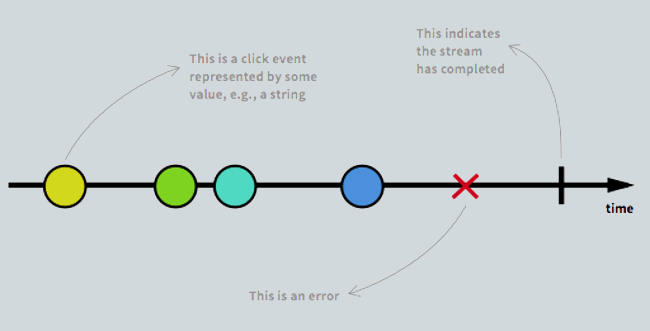 This is a click event
represented by some
value, e.g., a string
This indicates
the stream
has completed
time
This is an error